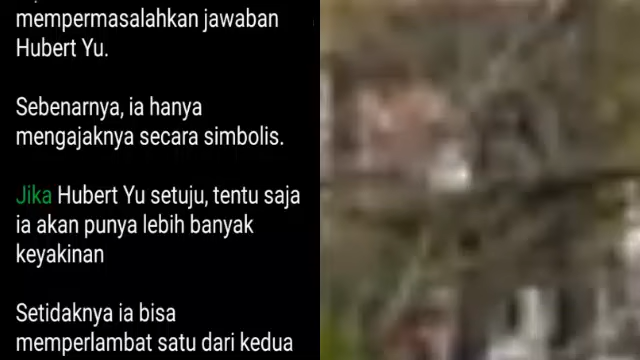 mempermasalahkan jawaban
Hubert Yu.
Sebenarnya, ia hanya
mengajaknya secara simbolis.
Jika Hubert Yu setuju, tentu saja
ia akan punya lebih banyak
keyakinan
Setidaknya ia bisa
memperlambat satu dari kedua